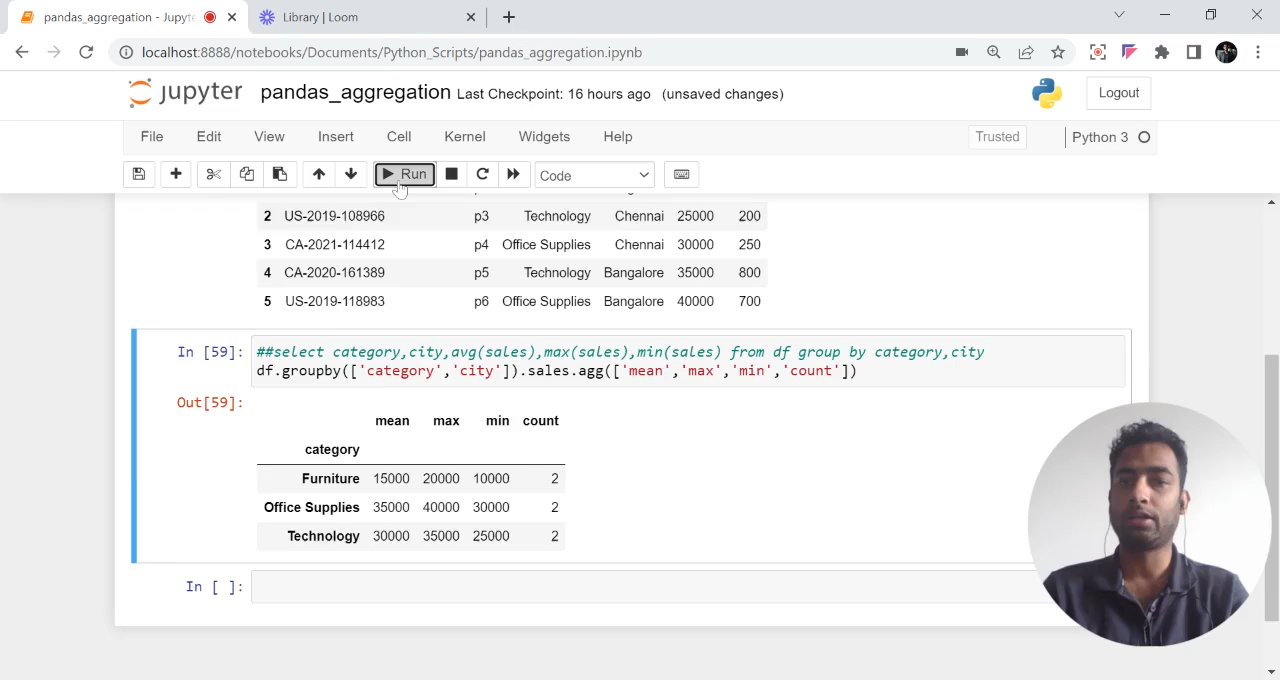 pandas_aggregation - Jupyte
Library | Loom
localhost:8888/notebooks/Documents/Python_Scripts/pandas_aggregation.ipynb
jupyter pandas_aggregation Last Checkpoint: 16 hours ago (unsaved changes)
Logout
File Edit View Insert Cell Kernel Widgets Help
Trusted
Python 3
Run
Code
2 US-2019-108966 p3 Technology Chennai 25000 200
3 CA-2021-114412 p4 Office Supplies Chennai 30000 250
4 CA-2020-161389 p5 Technology Bangalore 35000 800
5 US-2019-118983 p6 Office Supplies Bangalore 40000 700
In [59]: ##select category,city,avg(sales),max(sales),min(sales) from df group by category,city
df.groupby(['category','city']).sales.agg(['mean','max','min','count'])
Out[59]:
mean max min count
category
Furniture 15000 20000 10000 2
Office Supplies 35000 40000 30000 2
Technology 30000 35000 25000 2
In [ ]: